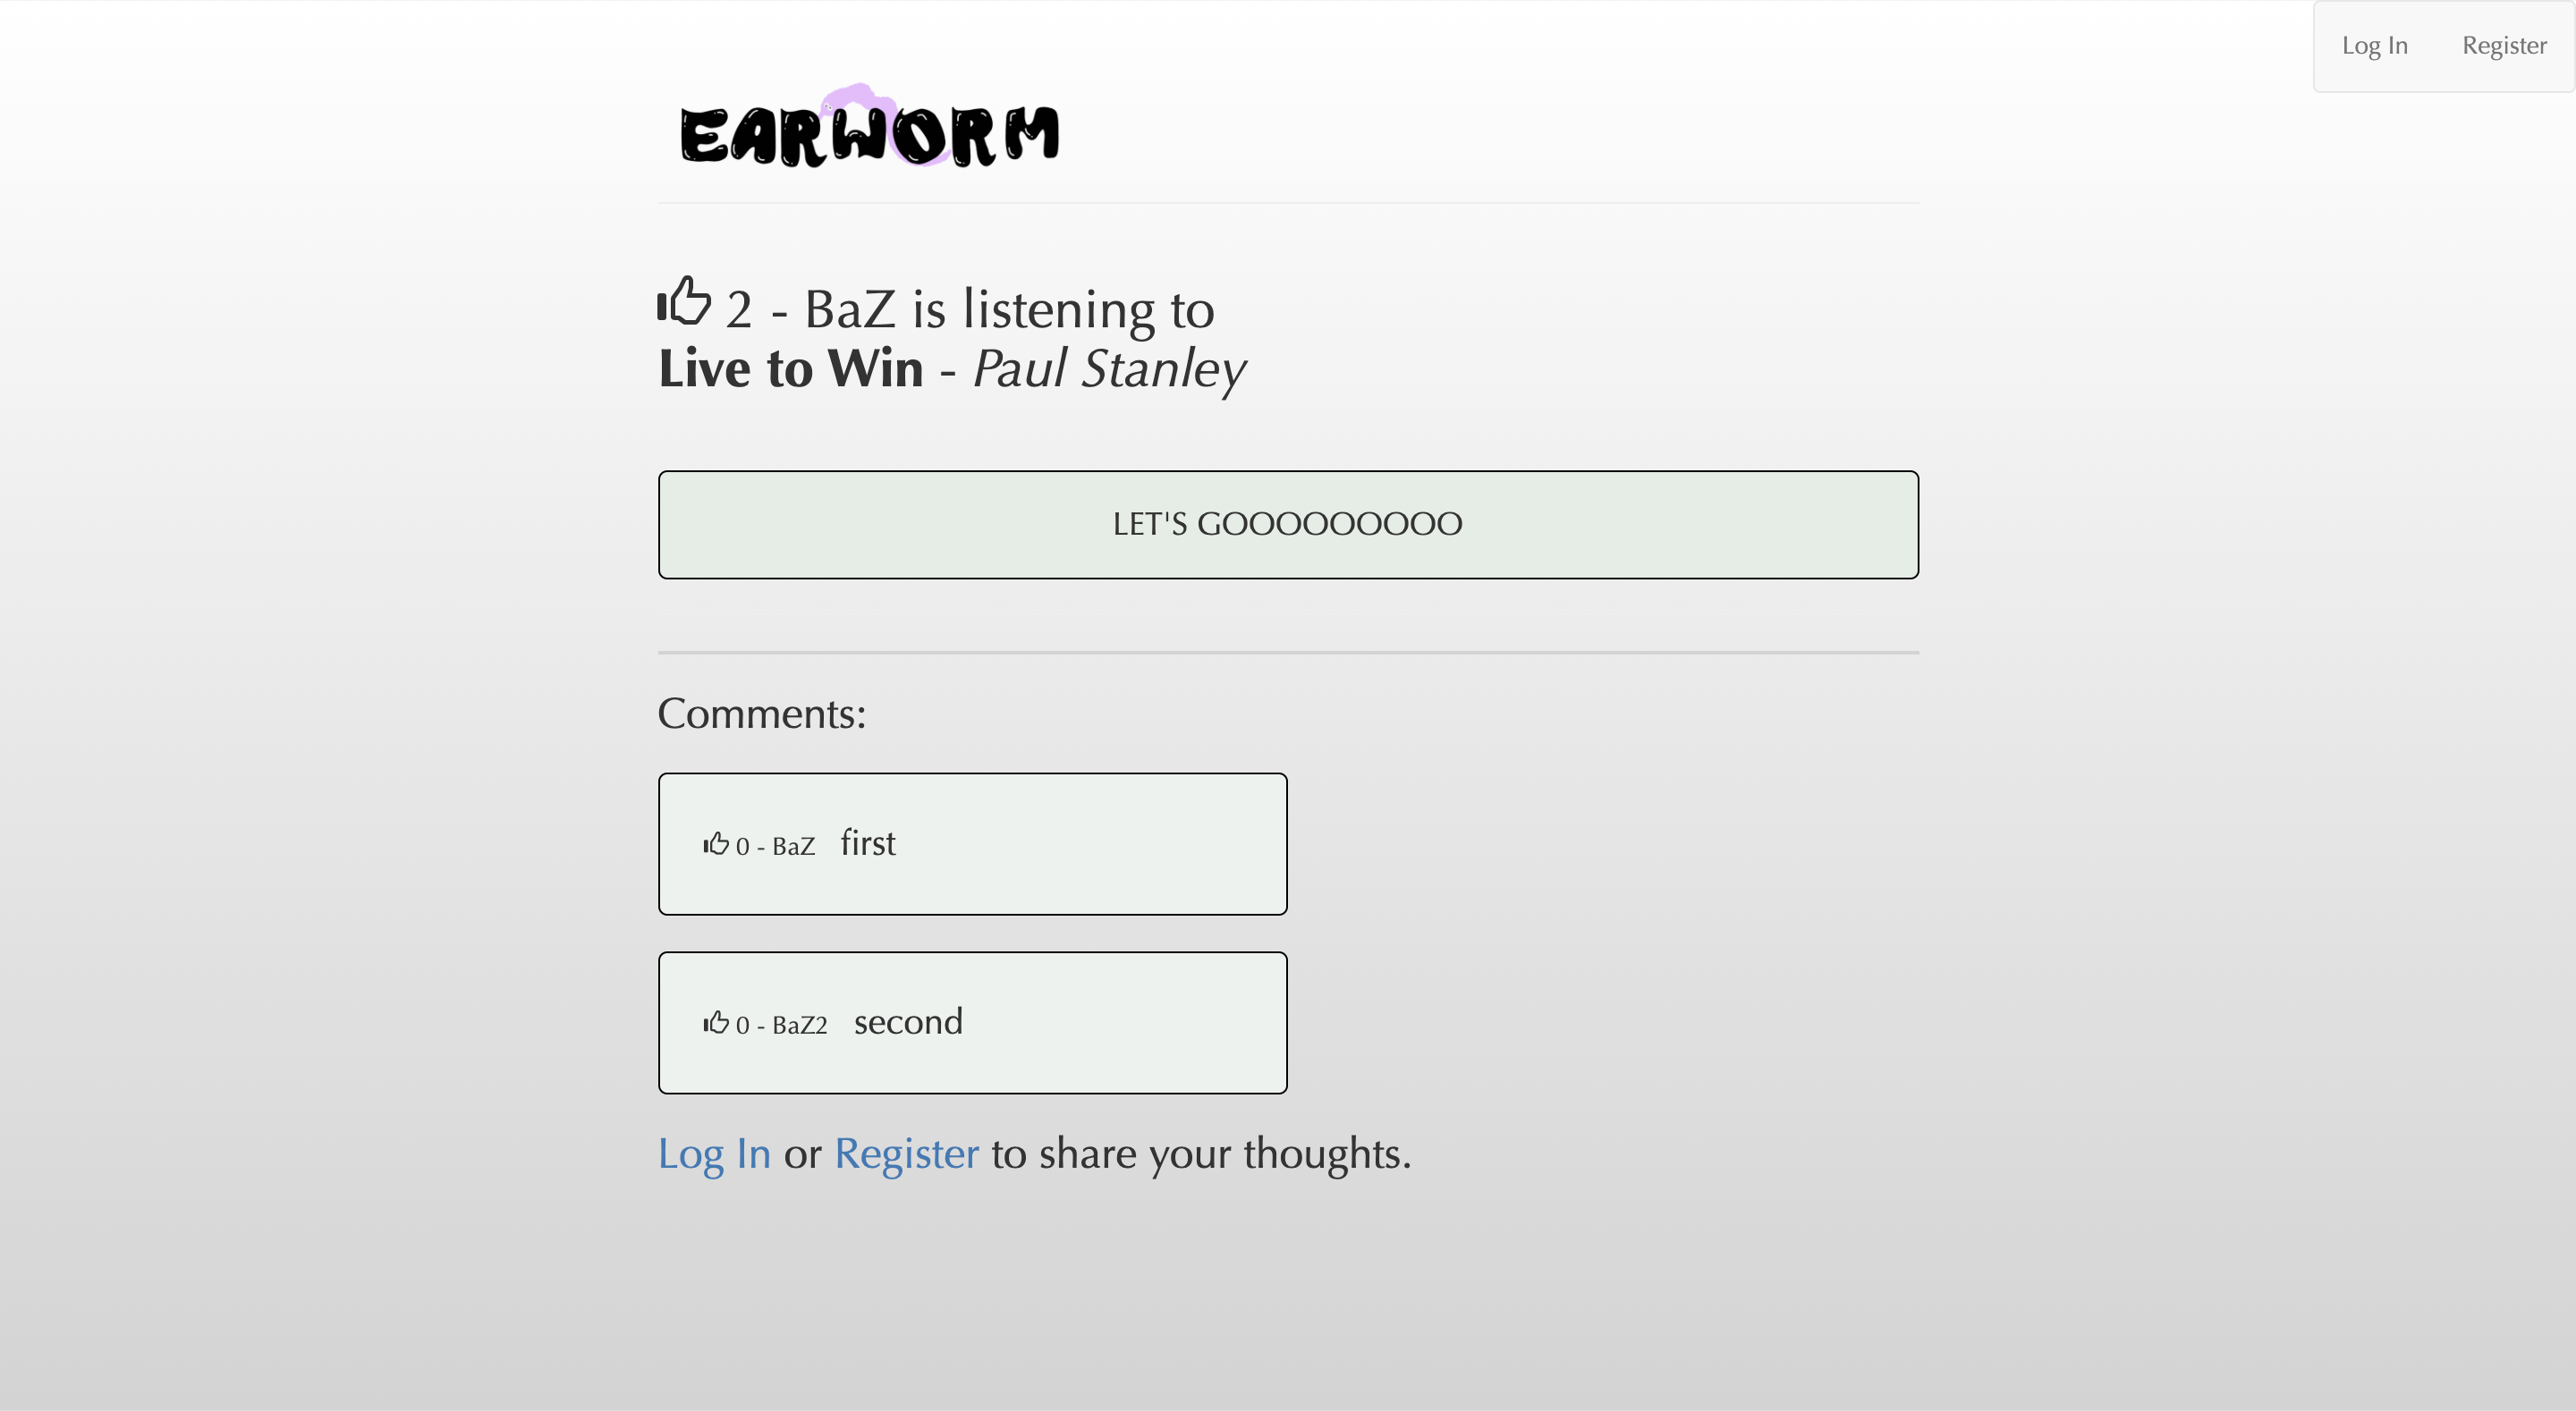 Log In Register
EARWORM
2 - BaZ is listening to
Live to Win - Paul Stanley
LET'S GOOOOOOOOOO
Comments:
0 - BaZ first
0 - BaZ2 second
Log In or Register to share your thoughts.